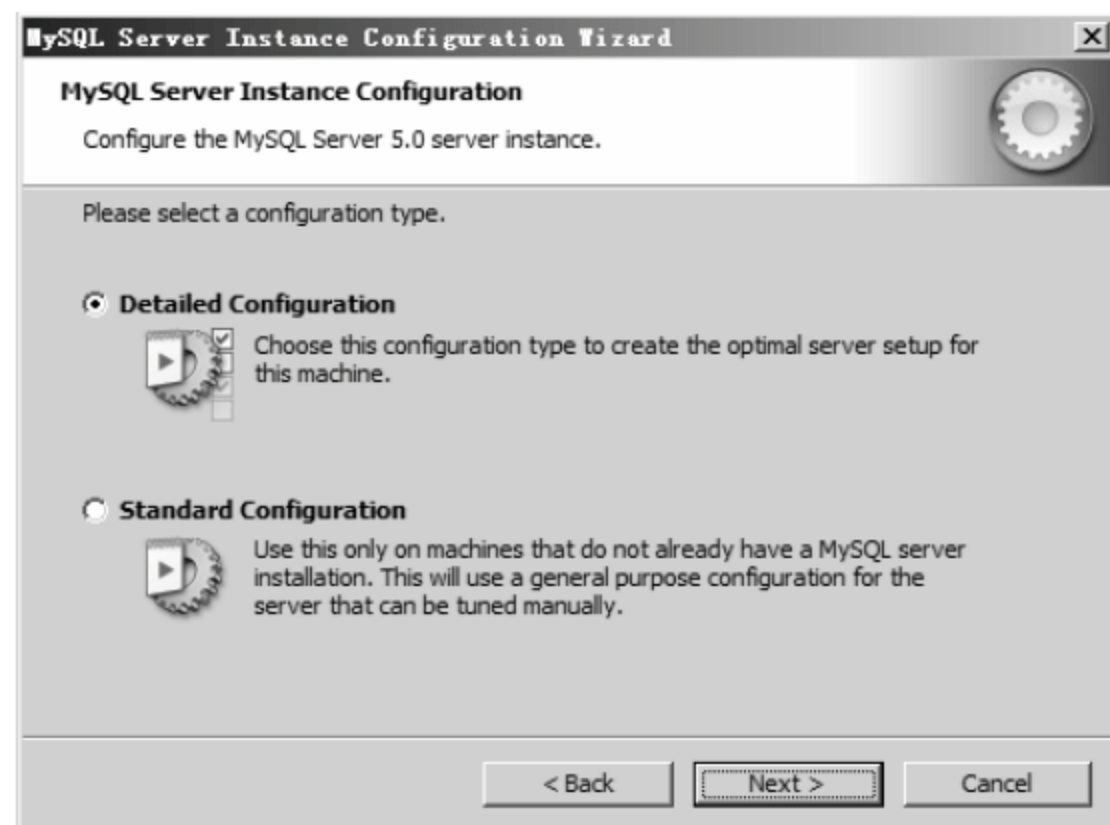 MySQL Server Instance Configuration Wizard
MySQL Server Instance Configuration
Configure the MySQL Server 5.0 server instance.
Please select a configuration type.
Detailed Configuration
Choose this configuration type to create the optimal server setup for
this machine.
Standard Configuration
Use this only on machines that do not already have a MySQL server
installation. This will use a general purpose configuration for the
server that can be tuned manually.
< Back
Next >
Cancel